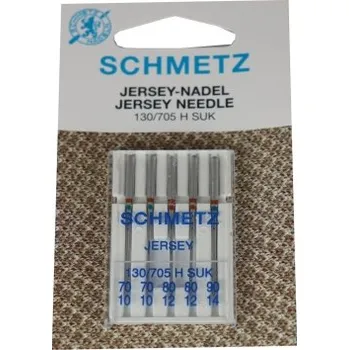 SCHMETZ
JERSEY-NADEL
JERSEY NEEDLE
130/705 H SUK
SCHMETZ
JERSEY
130/705 H SUK
70 70 80 80 90
10 10 12 12 14